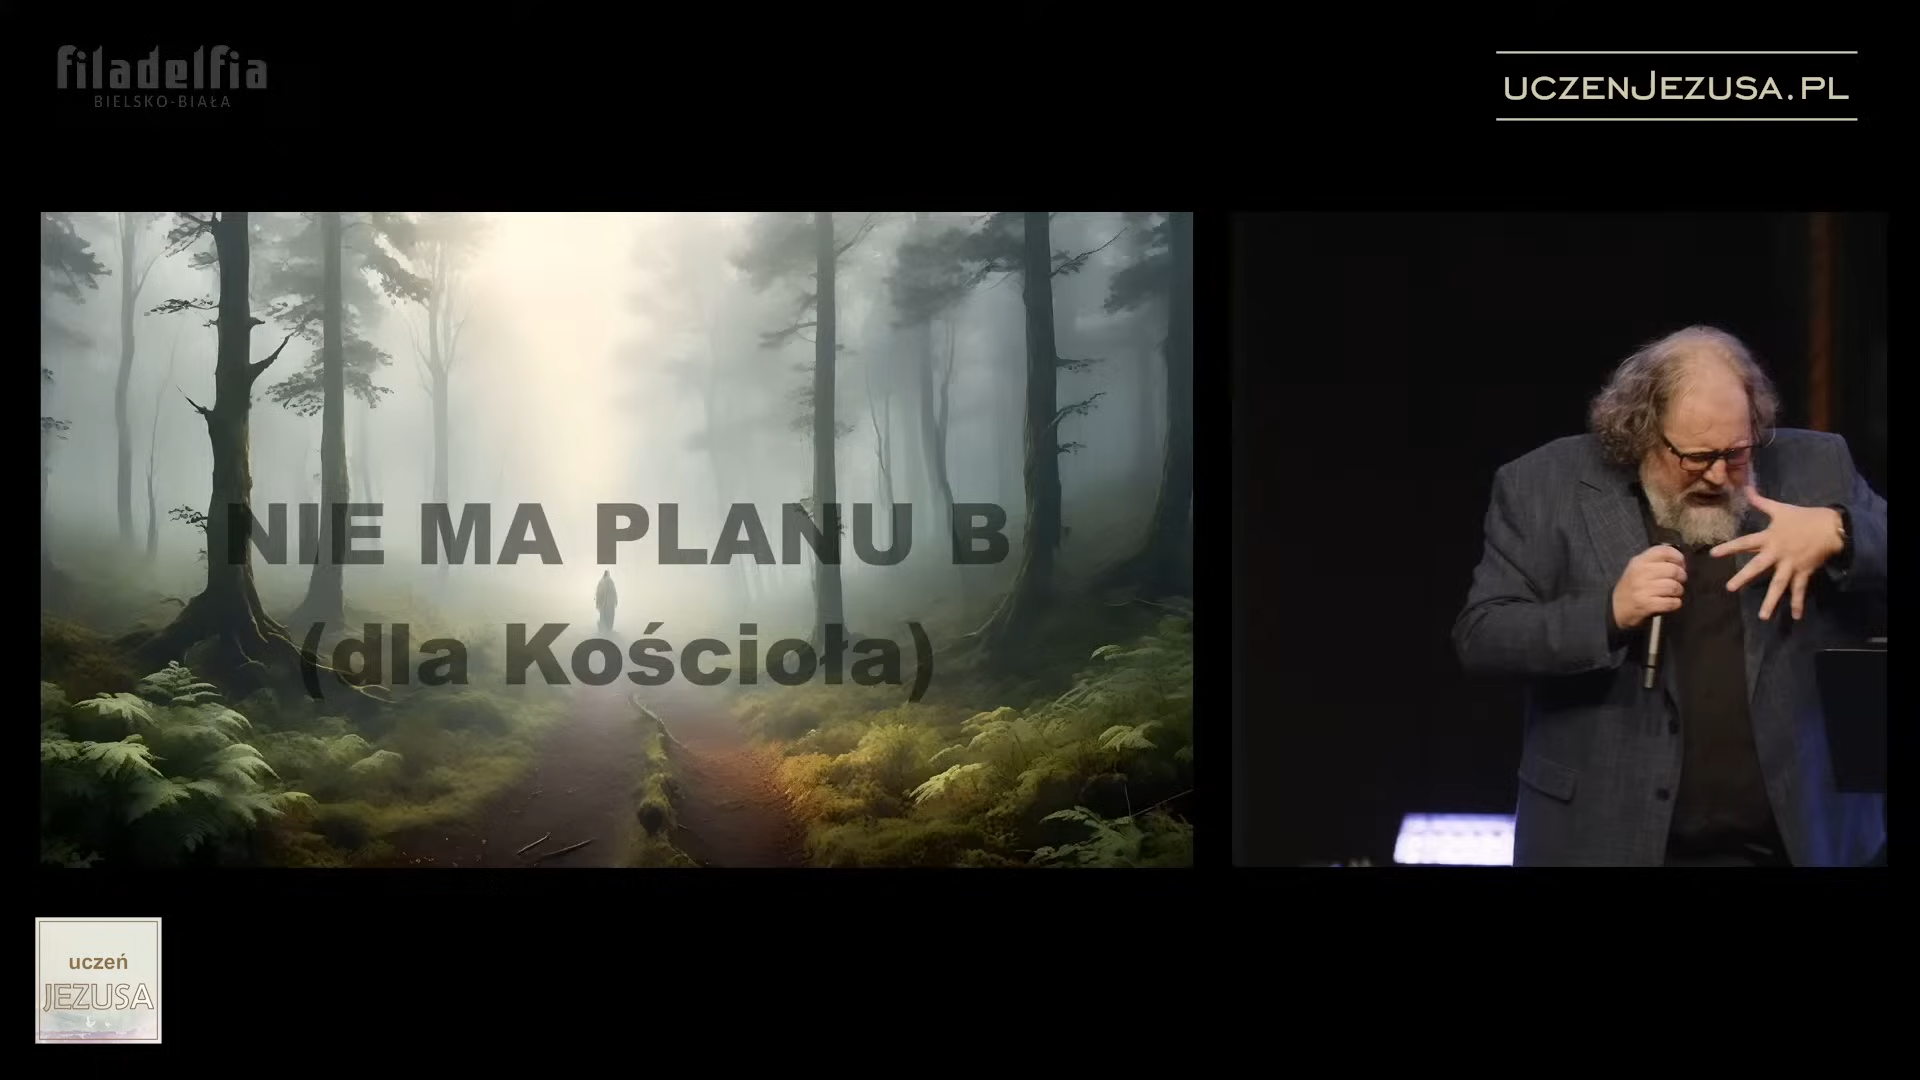 filadelfia
BIELSKO-BIAŁA
UCZENJEZUSA.PL
NIE MA PLANU B
(dla Kościoła)
uczeń
JEZUSA